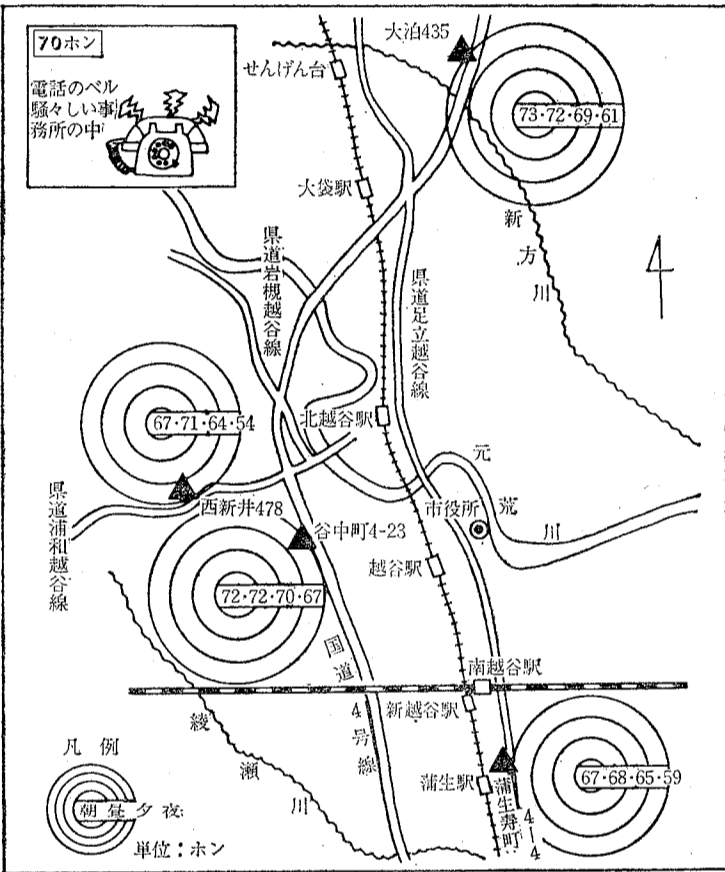 70ホン
電話のベル
騒々しい事
務所の中
大泊435
せんげん台
73・72・69・61
大袋駅
新方川
県道岩槻越谷線
県道足立越谷線
67・71・64・54
北越谷駅
元荒川
県道浦和越谷線
西新井478
市役所
谷中町4-23
越谷駅
72・72・70・67
国道4号線
南越谷駅
新越谷駅
綾瀬川
蒲生駅
蒲生寿町4-4
67・68・65・59
凡例
朝昼夕夜
単位：ホン